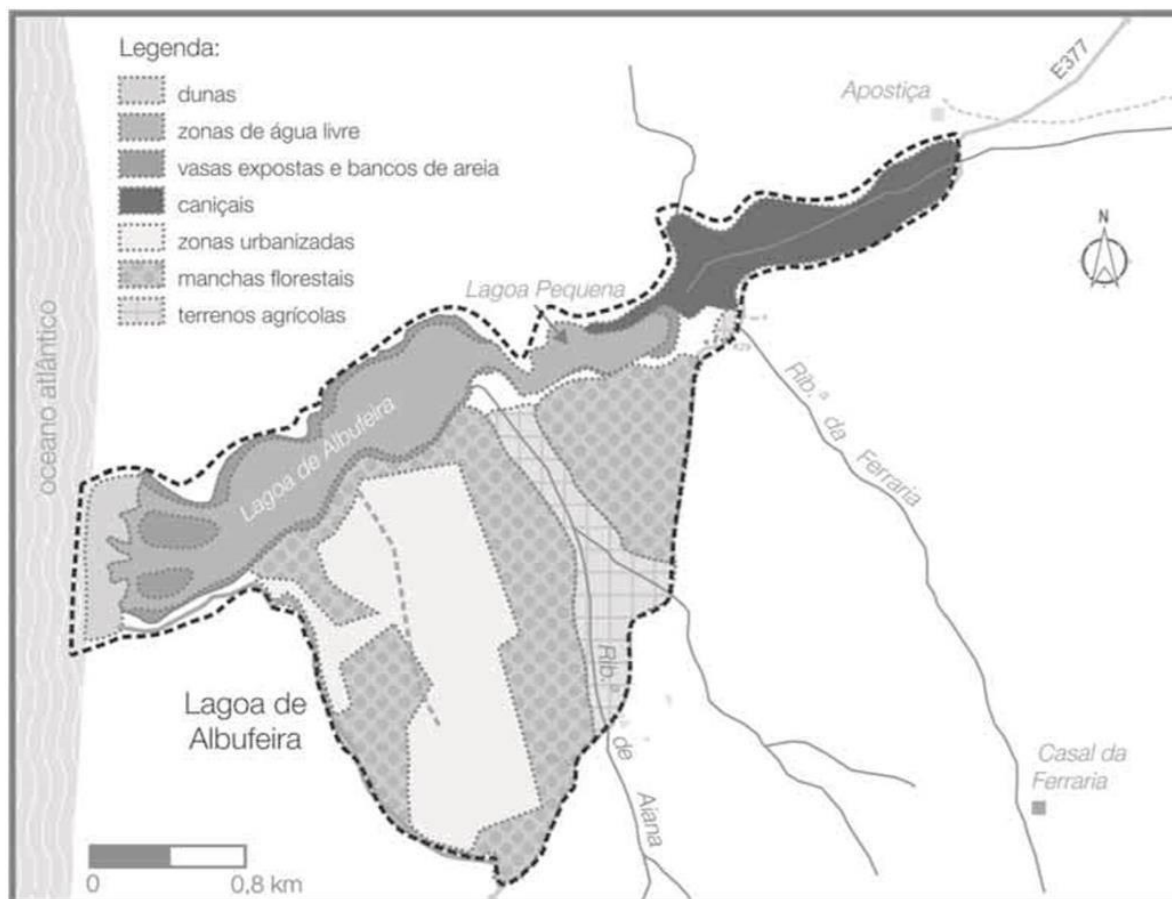 Legenda:
dunas
zonas de água livre
vasas expostas e bancos de areia
caniçais
zonas urbanizadas
manchas florestais
terrenos agrícolas
E377
Apostiça
N
Lagoa Pequena
oceano atlântico
Lagoa de Albufeira
Rib.ª da Ferraria
Lagoa de
Albufeira
Rib.ª de Aiana
Casal da
Ferraria
0
0,8 km